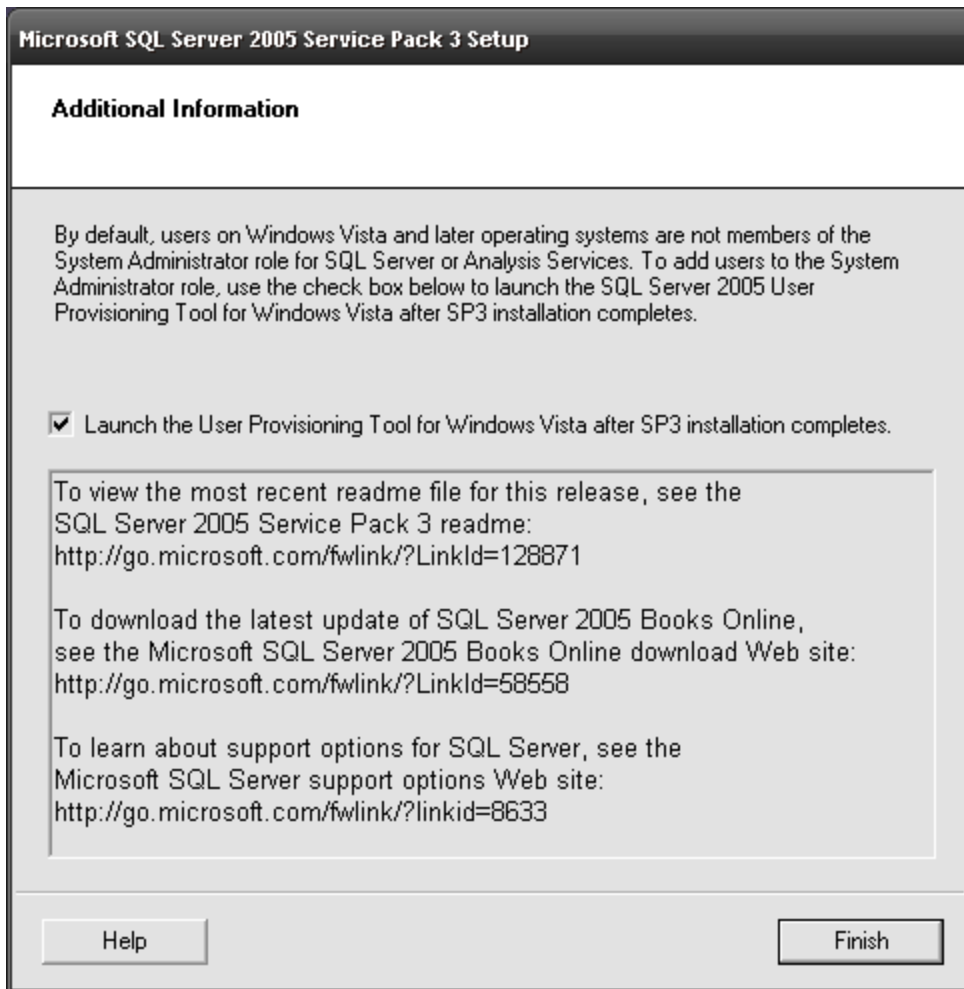 Microsoft SQL Server 2005 Service Pack 3 Setup
Additional Information
By default, users on Windows Vista and later operating systems are not members of the
System Administrator role for SQL Server or Analysis Services. To add users to the System
Administrator role, use the check box below to launch the SQL Server 2005 User
Provisioning Tool for Windows Vista after SP3 installation completes.
Launch the User Provisioning Tool for Windows Vista after SP3 installation completes.
To view the most recent readme file for this release, see the
SQL Server 2005 Service Pack 3 readme:
http://go.microsoft.com/fwlink/?LinkId=128871
To download the latest update of SQL Server 2005 Books Online,
see the Microsoft SQL Server 2005 Books Online download Web site:
http://go.microsoft.com/fwlink/?LinkId=58558
To learn about support options for SQL Server, see the
Microsoft SQL Server support options Web site:
http://go.microsoft.com/fwlink/?linkid=8633
Help
Finish